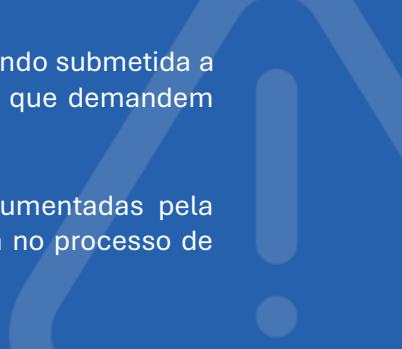 ndo submetida a
que demandem
umentadas pela
no processo de